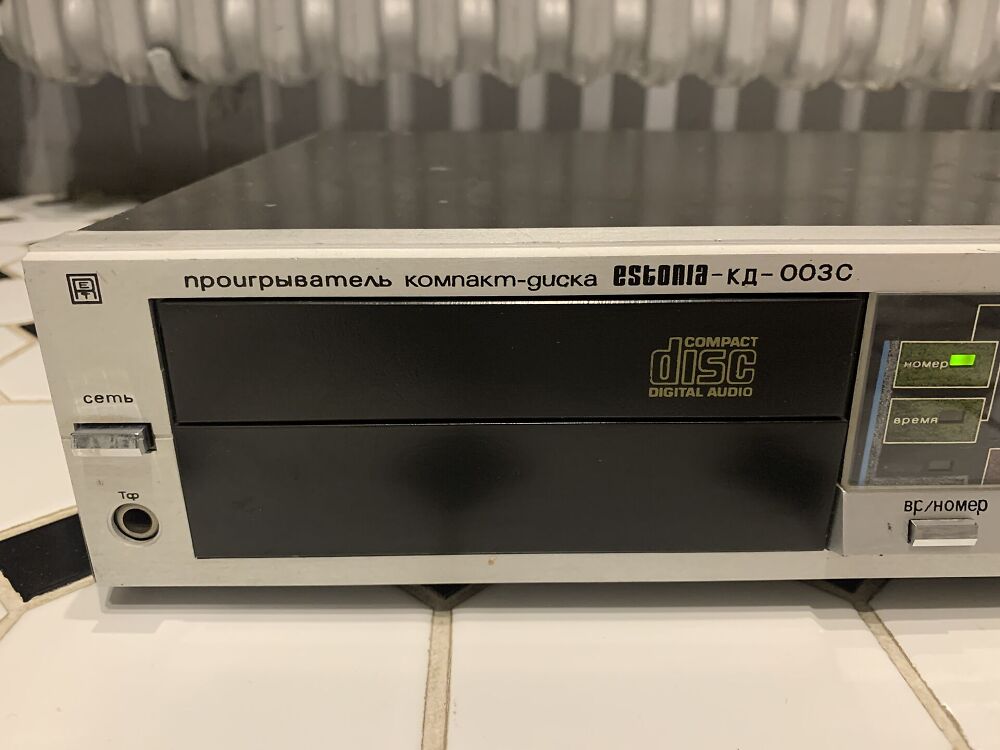 проигрыватель компакт-диска estonia-кд-003С
COMPACT
disc
DIGITAL AUDIO
сеть
Тф
номер
время
вр/номер